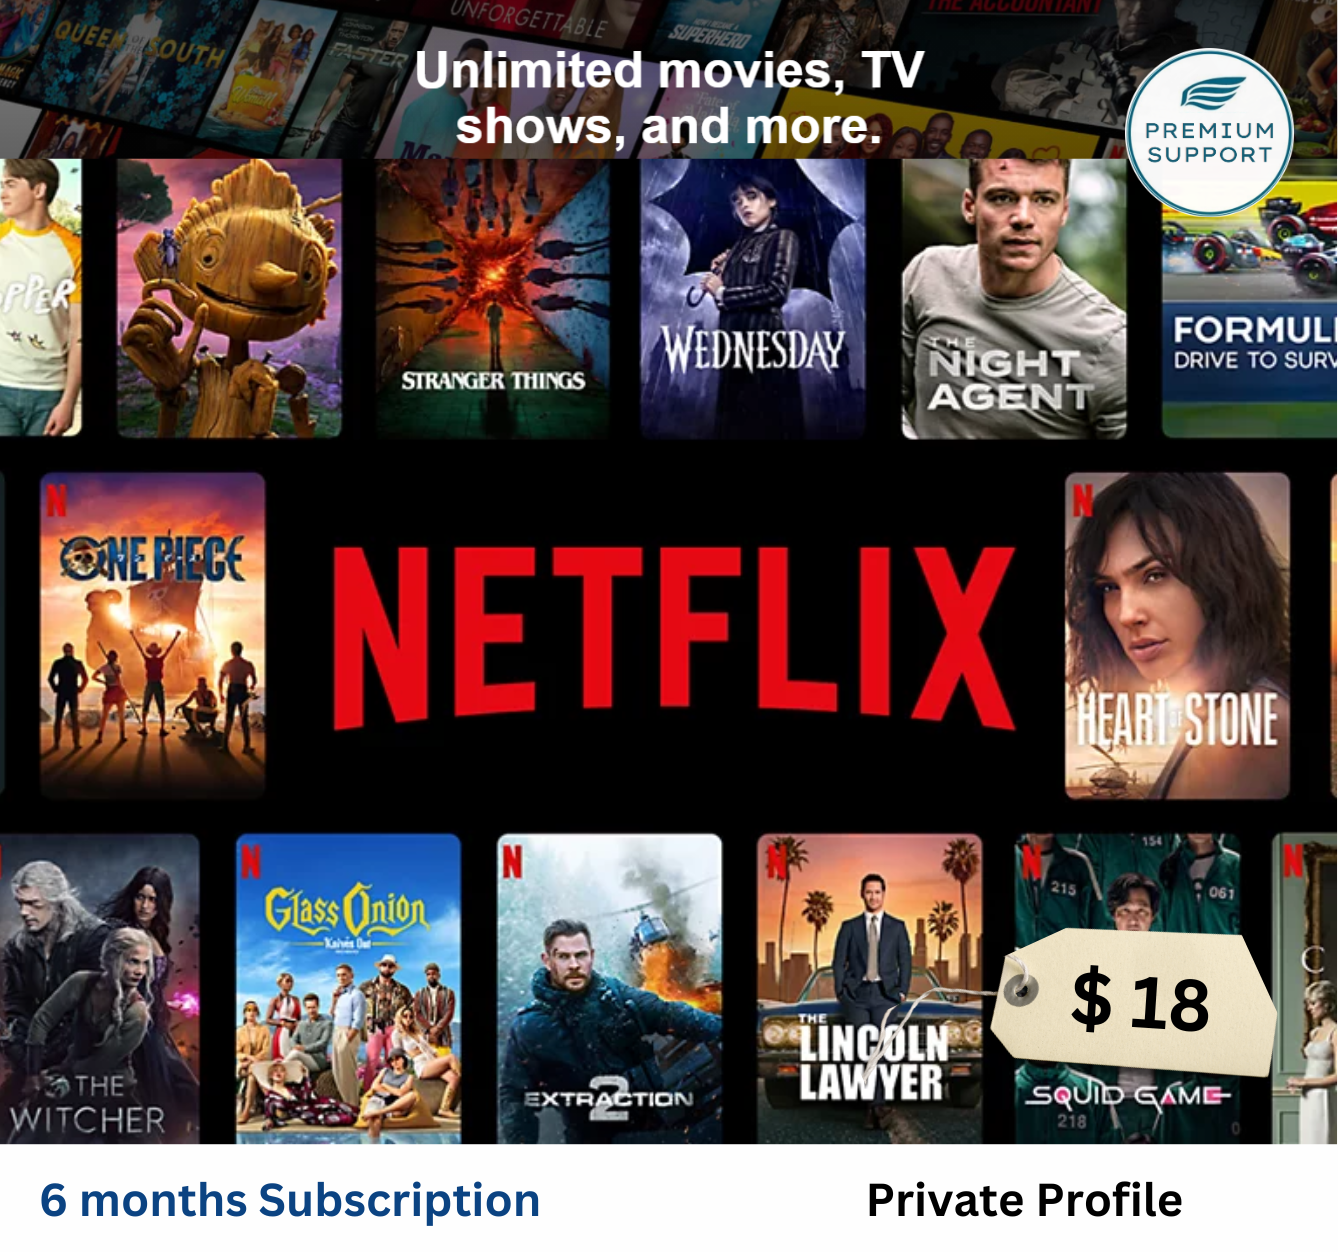 UNFORGETTABLE
THE ACCOUNTANT
QUEEN OF THE SOUTH
FASTER
SUPERHERO
Unlimited movies, TV
shows, and more.
PREMIUM
SUPPORT
STRANGER THINGS
WEDNESDAY
THE
NIGHT
AGENT
FORMUL
DRIVE TO SURV
N
ONE PIECE
NETFLIX
N
HEART OF STONE
N
Glass Onion
Knives Out
N
EXTRACTION
2
N
THE
LINCOLN
LAWYER
N
154
215
061
$ 18
SQUID GAME
218
N
THE
WITCHER
6 months Subscription
Private Profile